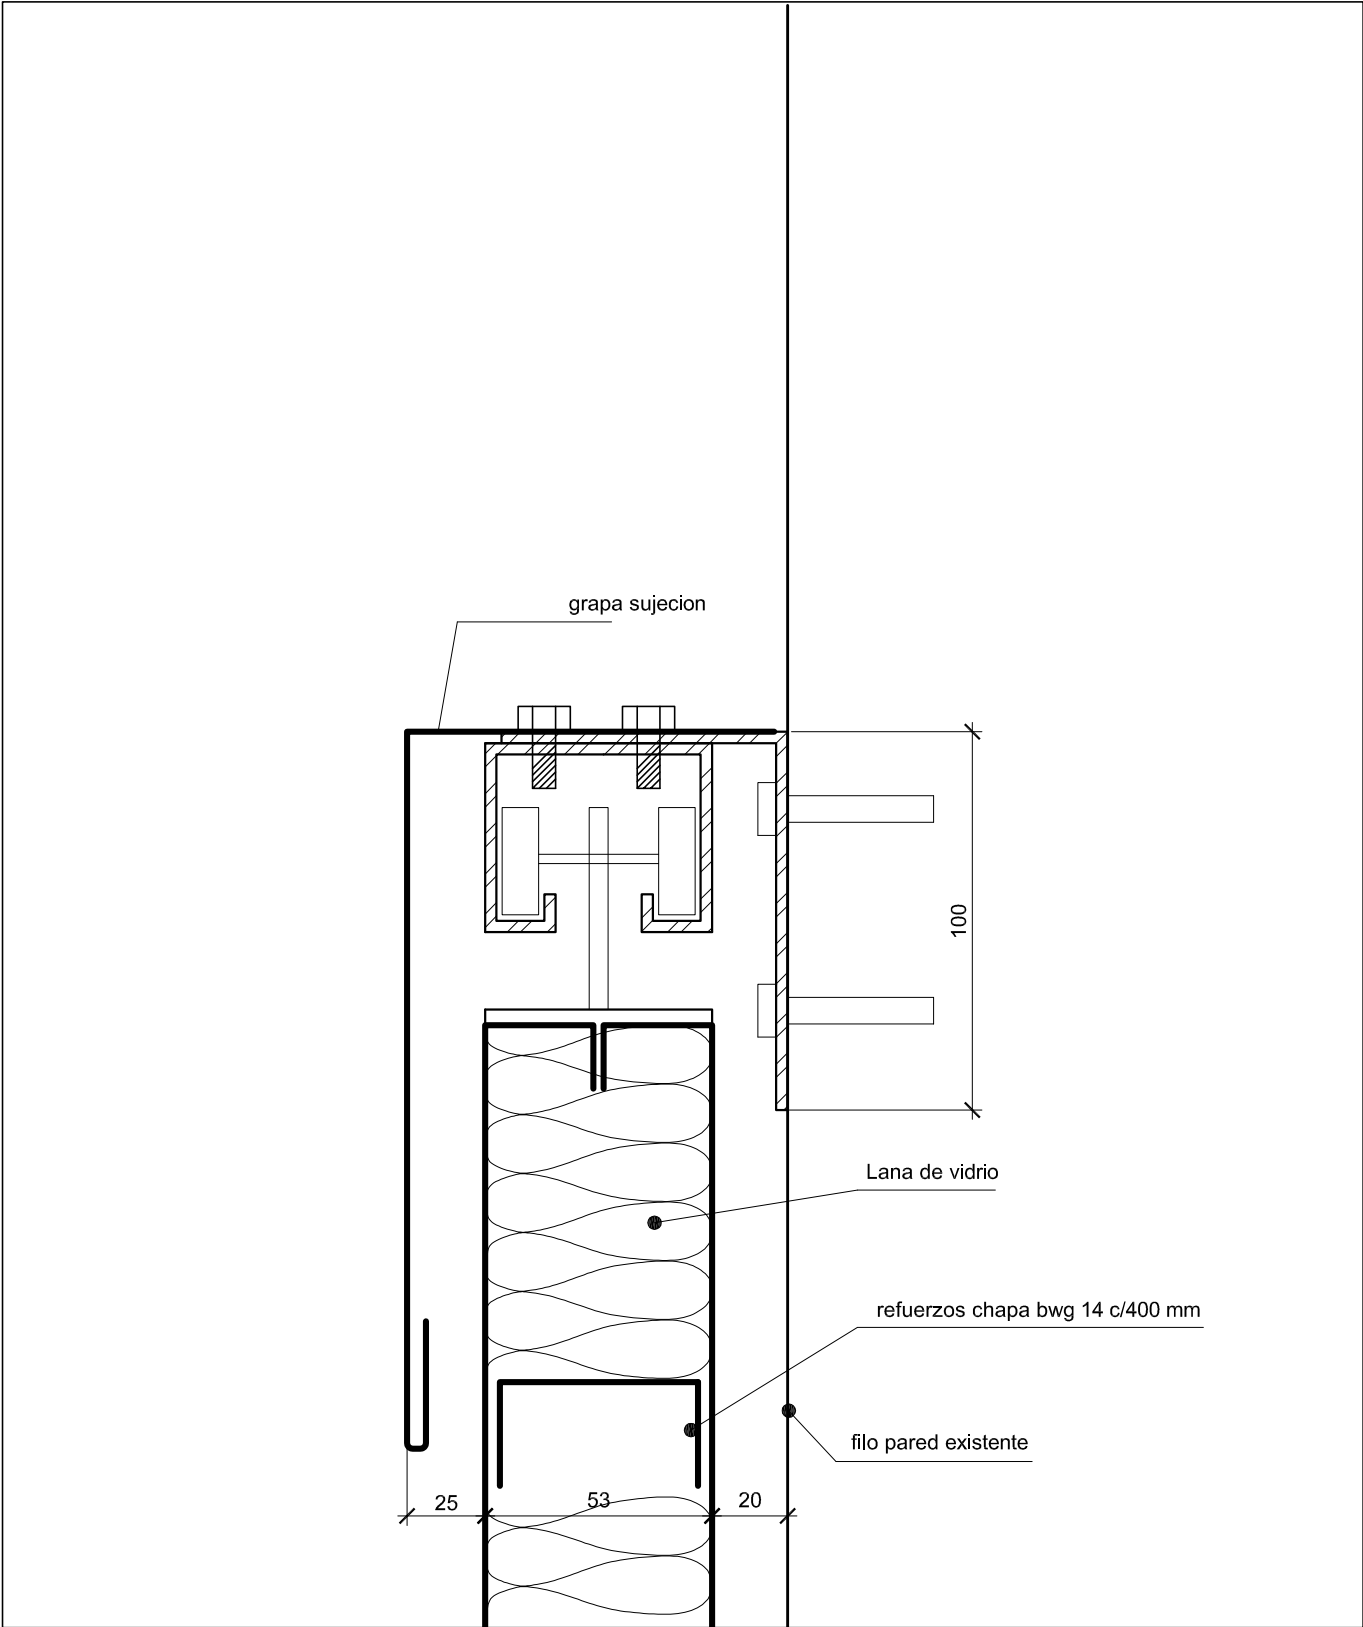 grapa sujecion
100
Lana de vidrio
refuerzos chapa bwg 14 c/400 mm
filo pared existente
25
53
20